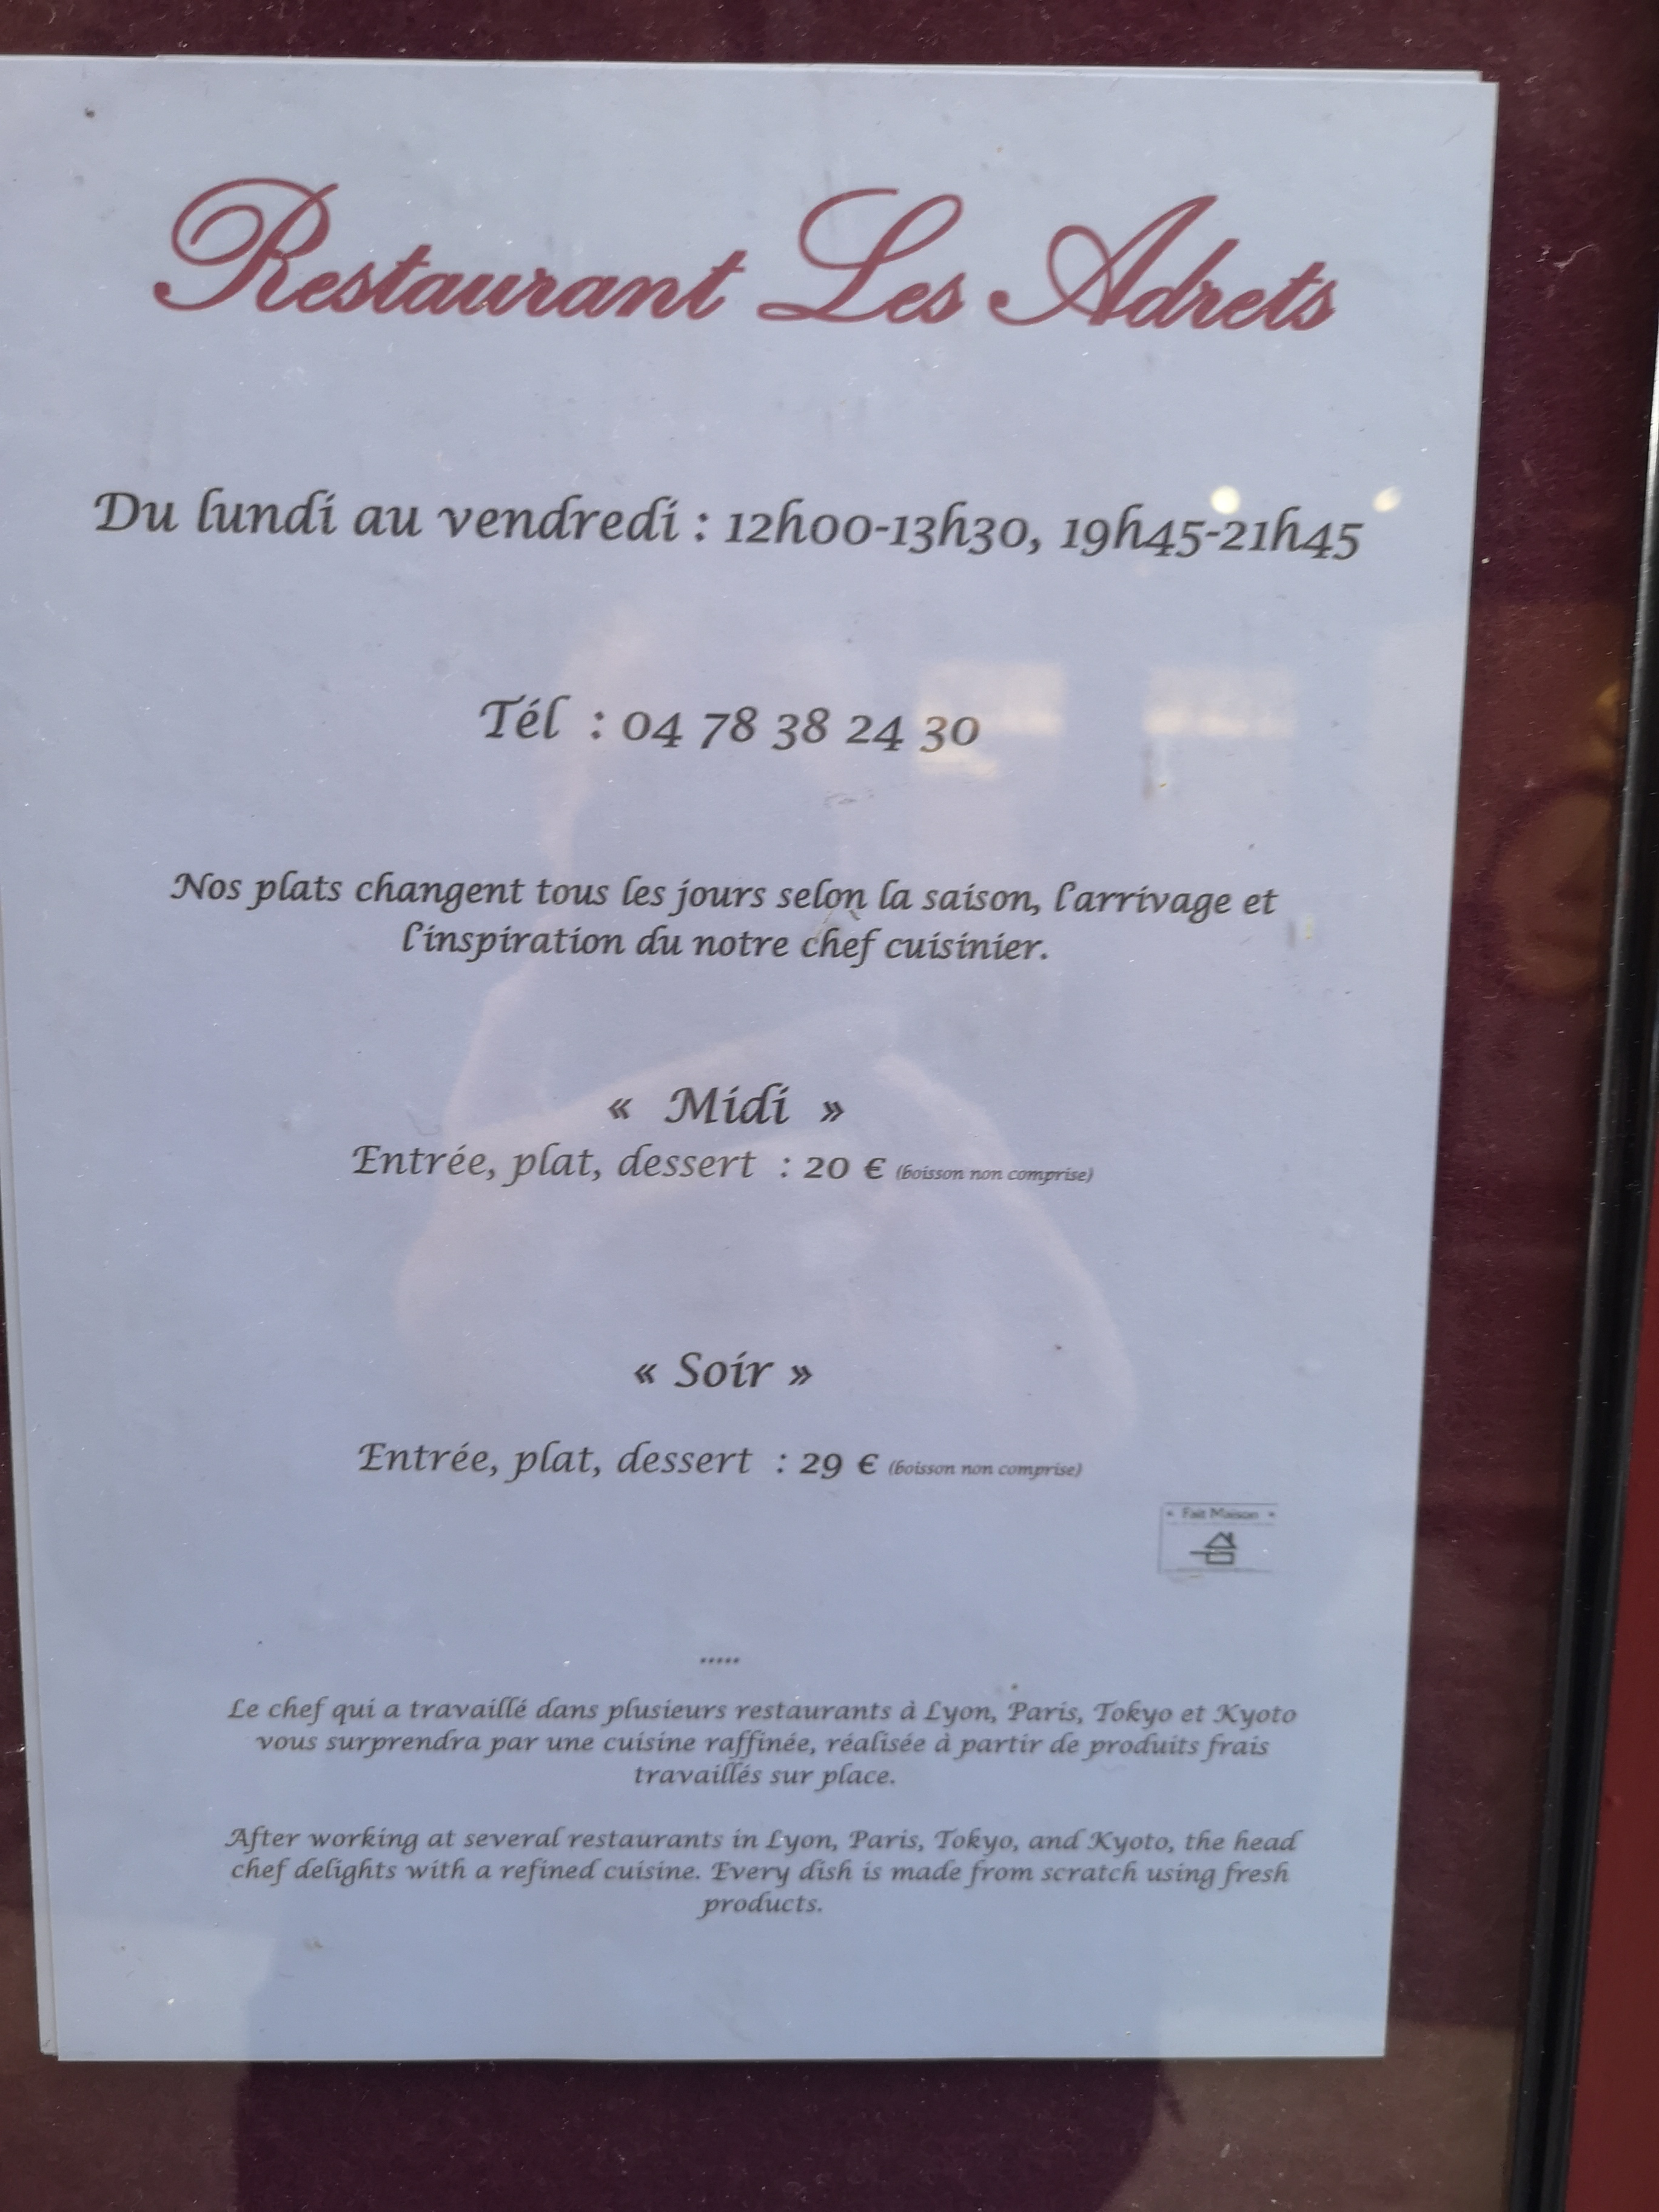 Restaurant Les Adrets
Du lundi au vendredi : 12h00-13h30, 19h45-21h45
Tél : 04 78 38 24 30
Nos plats changent tous les jours selon la saison, l'arrivage et
l'inspiration du notre chef cuisinier.
« Midi »
Entrée, plat, dessert : 20 € (boisson non comprise)
« Soir »
Entrée, plat, dessert : 29 € (boisson non comprise)
« Fait Maison »
.....
Le chef qui a travaillé dans plusieurs restaurants à Lyon, Paris, Tokyo et Kyoto
vous surprendra par une cuisine raffinée, réalisée à partir de produits frais
travaillés sur place.
After working at several restaurants in Lyon, Paris, Tokyo, and Kyoto, the head
chef delights with a refined cuisine. Every dish is made from scratch using fresh
products.